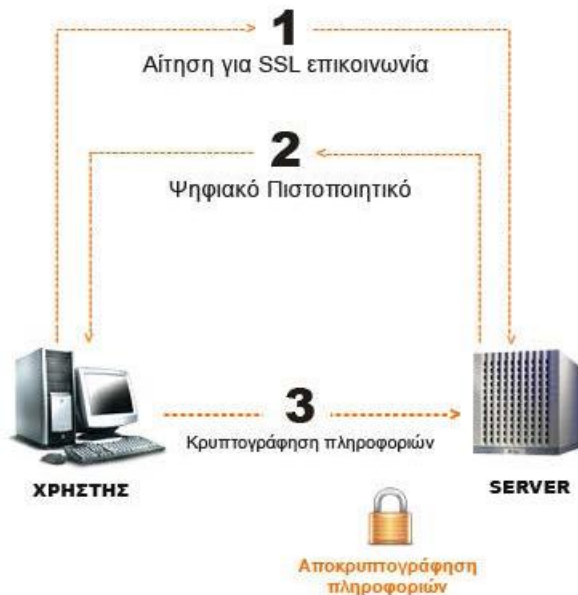 1
Αίτηση για SSL επικοινωνία
2
Ψηφιακό Πιστοποιητικό
3
Κρυπτογράφηση πληροφοριών
ΧΡΗΣΤΗΣ
SERVER
Αποκρυπτογράφηση
πληροφοριών